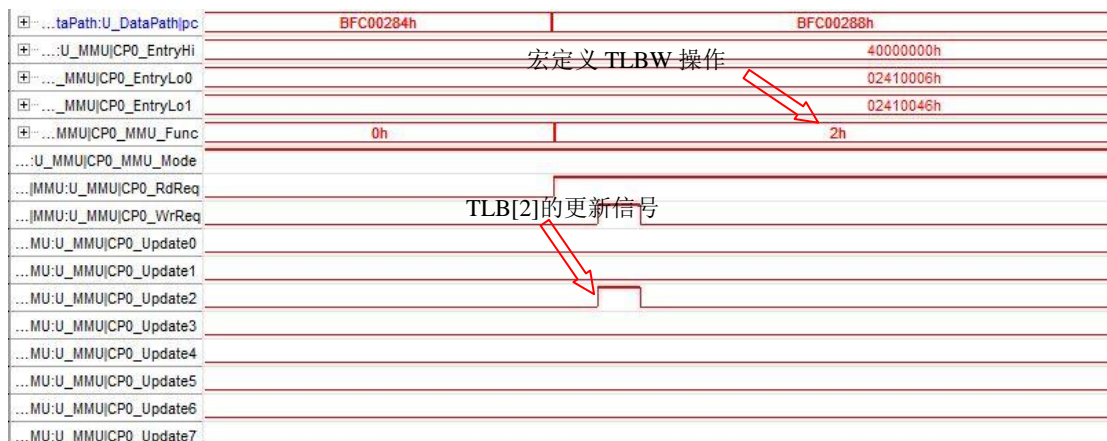 ...taPath:U_DataPath|pc BFC00284h BFC00288h
...:U_MMU|CP0_EntryHi 40000000h
宏定义 TLBW 操作
..._MMU|CP0_EntryLo0 02410006h
..._MMU|CP0_EntryLo1 02410046h
...MMU|CP0_MMU_Func 0h 2h
...:U_MMU|CP0_MMU_Mode
...|MMU:U_MMU|CP0_RdReq
TLB[2]的更新信号
...|MMU:U_MMU|CP0_WrReq
...MU:U_MMU|CP0_Update0
...MU:U_MMU|CP0_Update1
...MU:U_MMU|CP0_Update2
...MU:U_MMU|CP0_Update3
...MU:U_MMU|CP0_Update4
...MU:U_MMU|CP0_Update5
...MU:U_MMU|CP0_Update6
...MU:U_MMU|CP0_Update7